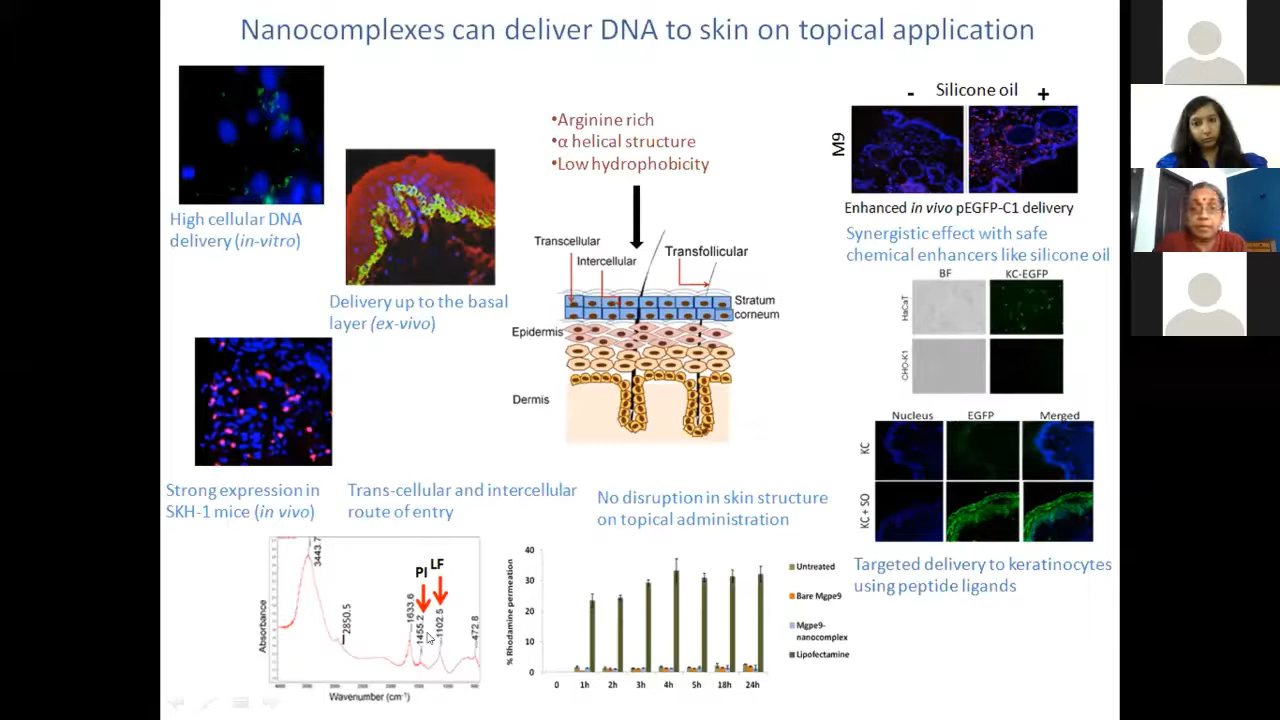 Nanocomplexes can deliver DNA to skin on topical application
High cellular DNA
delivery (in-vitro)
Delivery up to the basal
layer (ex-vivo)
Strong expression in
SKH-1 mice (in vivo)
•Arginine rich
•α helical structure
•Low hydrophobicity
Transcellular
Intercellular
Transfollicular
Stratum
corneum
Epidermis
Dermis
- Silicone oil +
M9
Enhanced in vivo pEGFP-C1 delivery
Synergistic effect with safe
chemical enhancers like silicone oil
BF KC-EGFP
HaCaT
CHO-K1
Nucleus EGFP Merged
KC
KC + SO
Targeted delivery to keratinocytes
using peptide ligands
Trans-cellular and intercellular
route of entry
No disruption in skin structure
on topical administration
Absorbance
3443.7
2850.5
1633.6
1455.2
1102.5
472.8
PI LF
Wavenumber (cm-1)
% Rhodamine permeation
40
30
20
10
0
0 1h 2h 3h 4h 5h 18h 24h
Untreated
Bare Mgpe9
Mgpe9-
nanocomplex
Lipofectamine